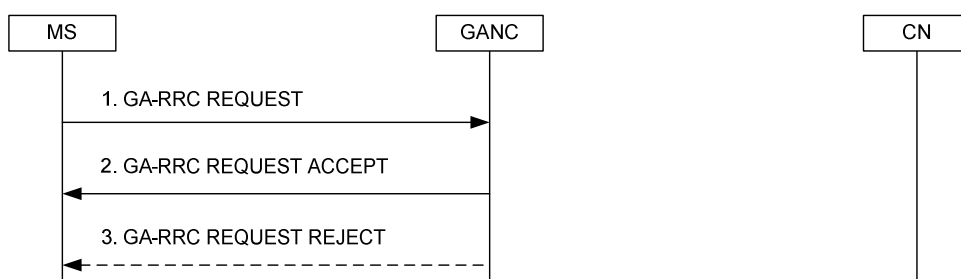 MS
GANC
CN
1. GA-RRC REQUEST
2. GA-RRC REQUEST ACCEPT
3. GA-RRC REQUEST REJECT